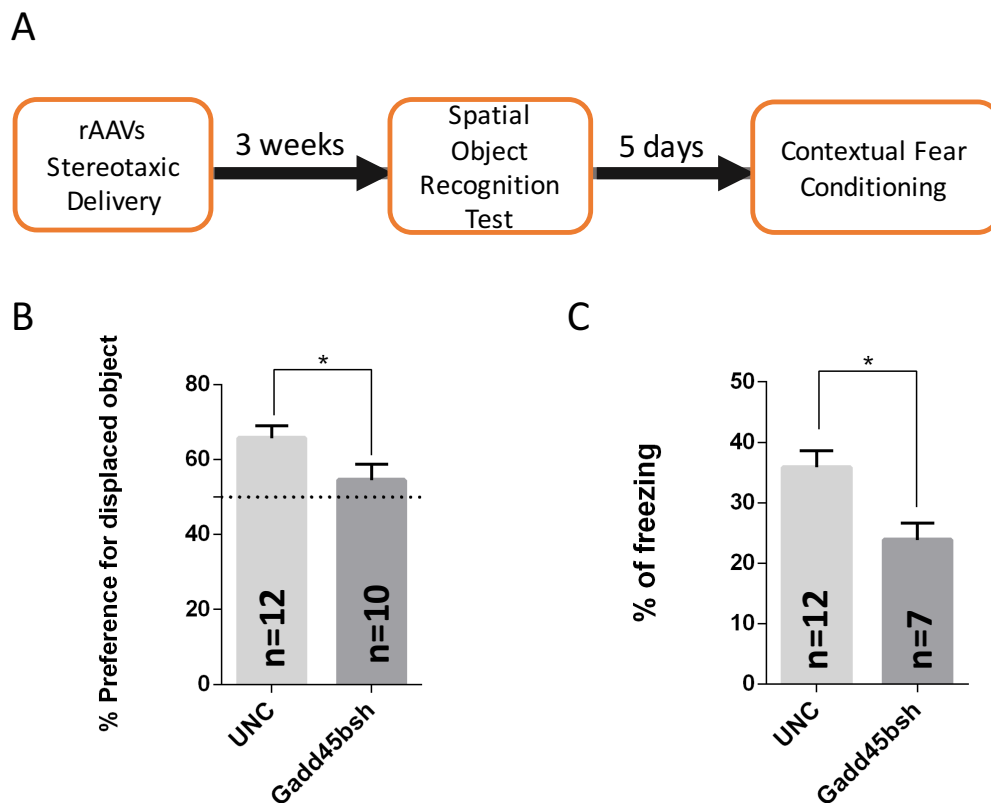 A
rAAVs
Stereotaxic
Delivery
3 weeks
Spatial
Object
Recognition
Test
5 days
Contextual Fear
Conditioning
B
% Preference for displaced object
80
60
40
20
0
*
n=12
n=10
UNC
Gadd45bsh
C
% of freezing
50
40
30
20
10
0
*
n=12
n=7
UNC
Gadd45bsh